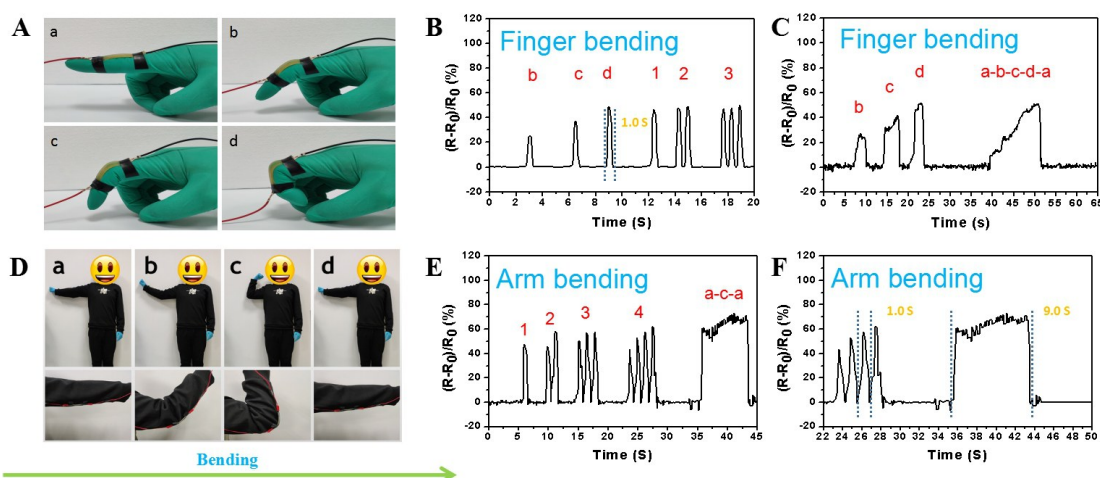 A
a
b
c
d
B
Finger bending
b
c
d
1
2
3
1.0 S
(R-R0)/R0 (%)
120
100
80
60
40
20
0
-20
0 2 4 6 8 10 12 14 16 18 20
Time (S)
C
Finger bending
b
c
d
a-b-c-d-a
(R-R0)/R0 (%)
120
100
80
60
40
20
0
-20
0 5 10 15 20 25 30 35 40 45 50 55 60 65
Time (s)
D
a
b
c
d
Bending
E
Arm bending
1
2
3
4
a-c-a
(R-R0)/R0 (%)
120
100
80
60
40
20
0
-20
0 5 10 15 20 25 30 35 40 45
Time (S)
F
Arm bending
1.0 S
9.0 S
(R-R0)/R0 (%)
120
100
80
60
40
20
0
-20
22 24 26 28 30 32 34 36 38 40 42 44 46 48 50
Time (S)